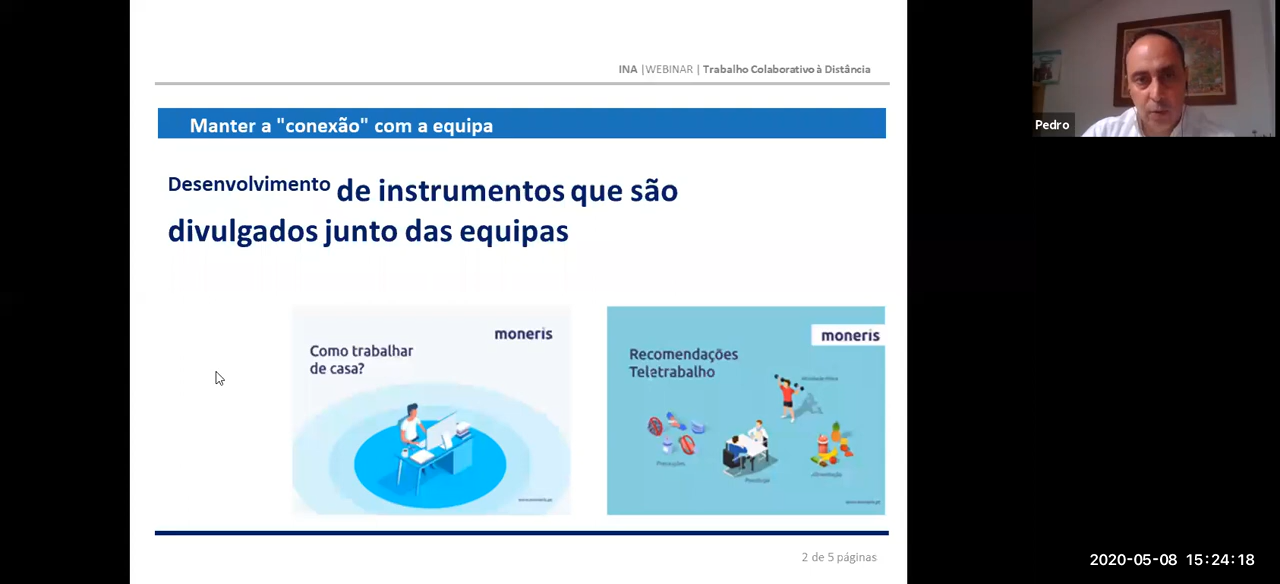 INA |WEBINAR | Trabalho Colaborativo à Distância
Manter a "conexão" com a equipa
Desenvolvimento de instrumentos que são
divulgados junto das equipas
moneris
Como trabalhar
de casa?
moneris
Recomendações
Teletrabalho
2 de 5 páginas
Pedro
2020-05-08 15:24:18